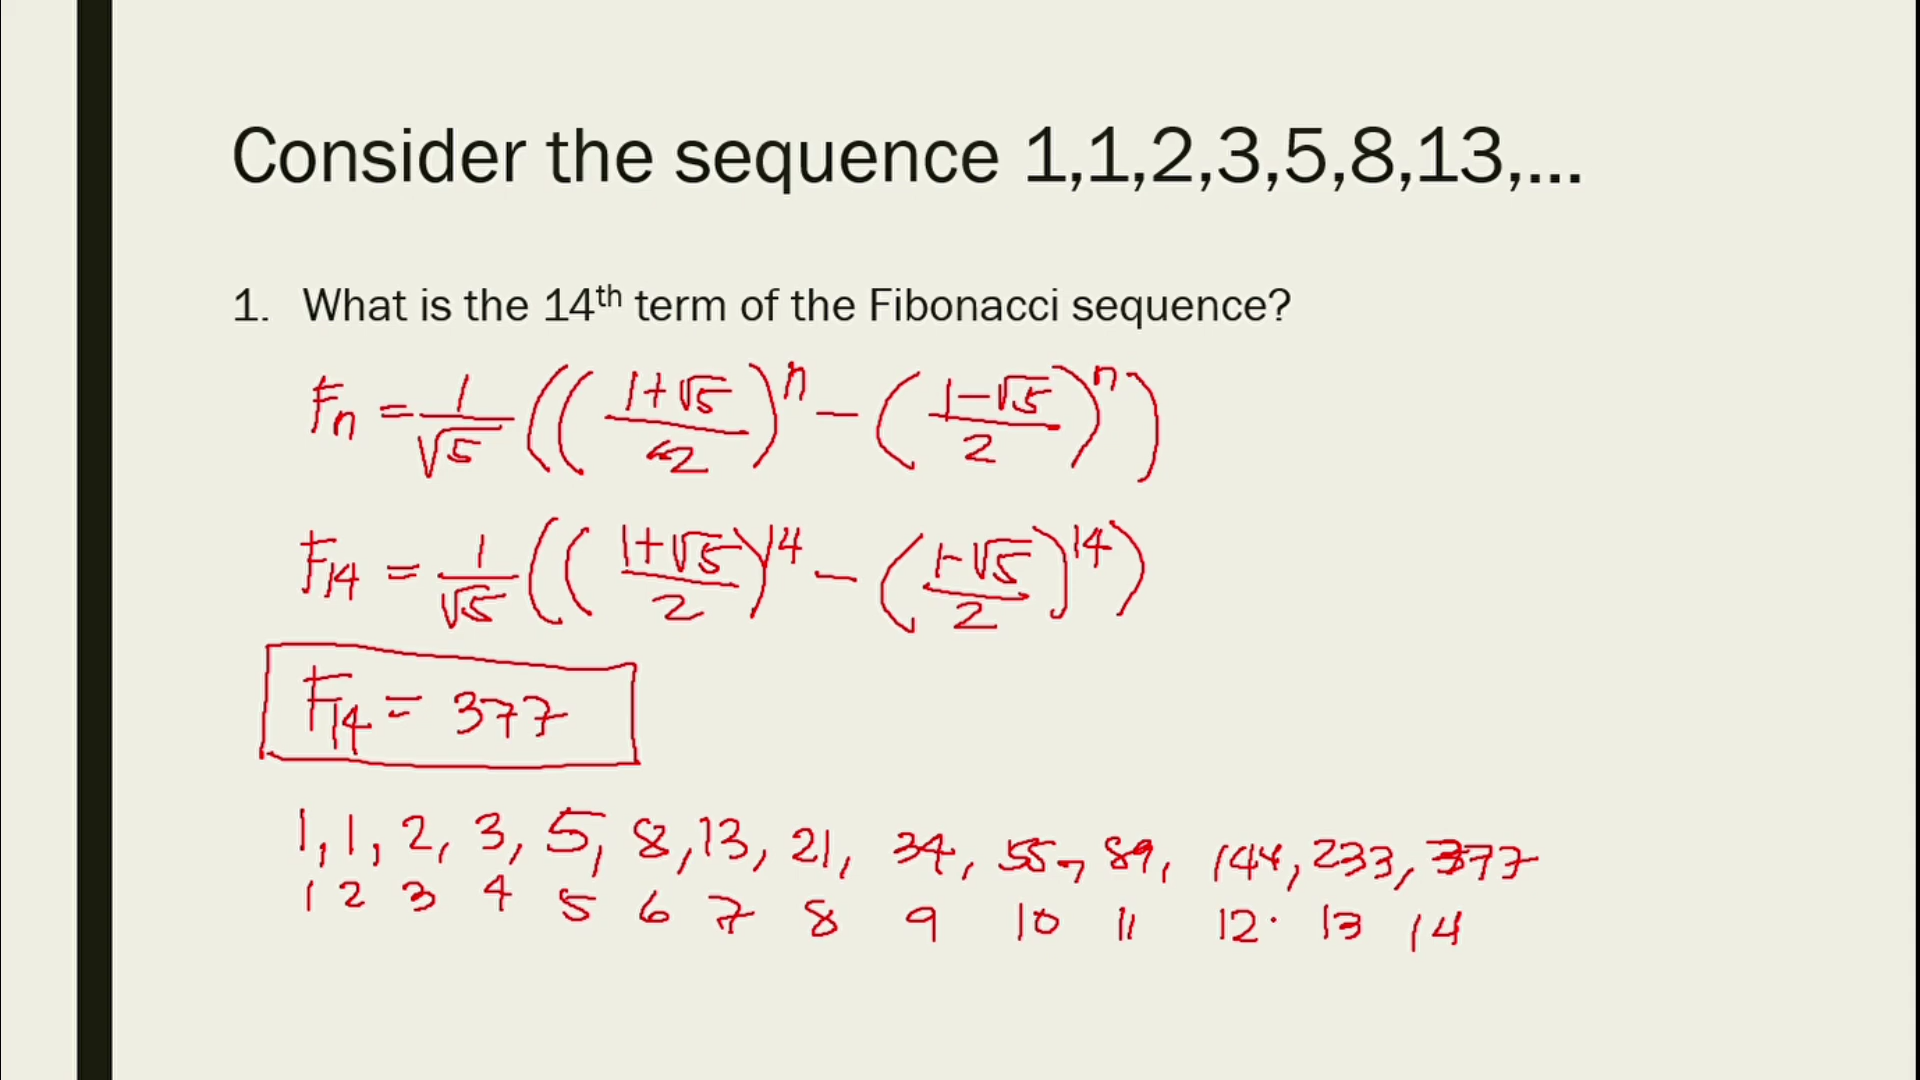 Consider the sequence 1,1,2,3,5,8,13,...
1. What is the 14th term of the Fibonacci sequence?
Fn = 1/√5 (((1+√5)/2)^n − ((1−√5)/2)^n)
F14 = 1/√5 (((1+√5)/2)^14 − ((1−√5)/2)^14)
F14 = 377
1, 1, 2, 3, 5, 8, 13, 21, 34, 55, 89, 144, 233, 377
1 2 3 4 5 6 7 8 9 10 11 12. 13 14